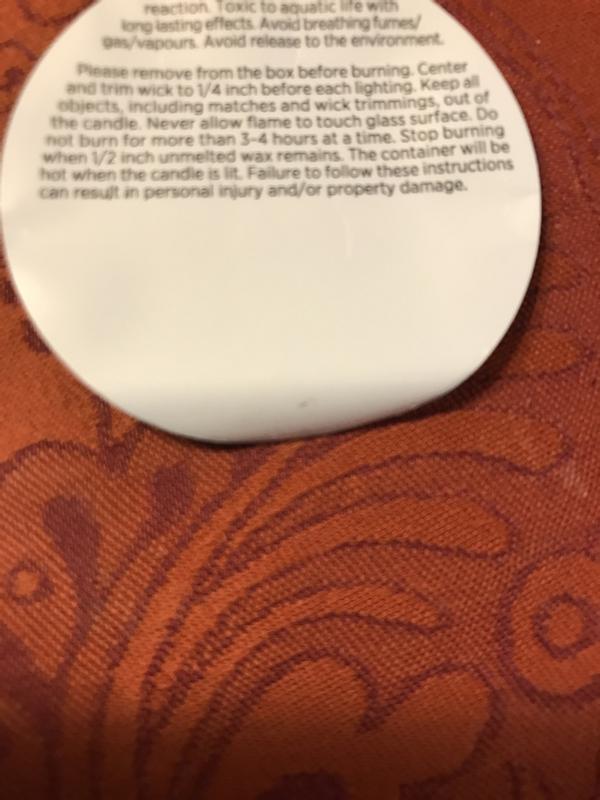 reaction. Toxic to aquatic life with
long lasting effects. Avoid breathing fumes/
gas/vapours. Avoid release to the environment.
Please remove from the box before burning. Center
and trim wick to 1/4 inch before each lighting. Keep all
objects, including matches and wick trimmings, out of
the candle. Never allow flame to touch glass surface. Do
not burn for more than 3-4 hours at a time. Stop burning
when 1/2 inch unmelted wax remains. The container will be
hot when the candle is lit. Failure to follow these instructions
can result in personal injury and/or property damage.